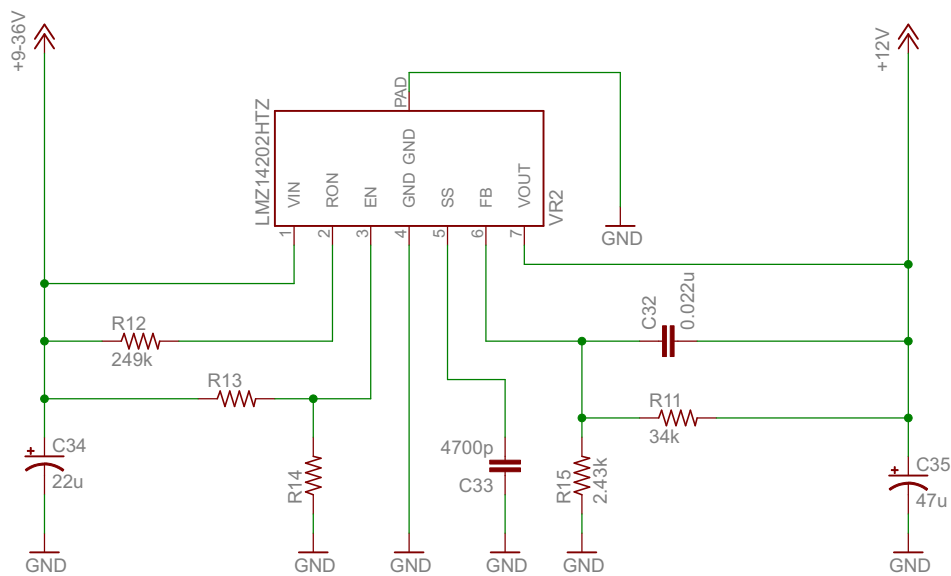 +9-36V
+12V
LMZ14202HTZ
PAD
GND
VIN
RON
EN
GND
SS
FB
VOUT
VR2
1
2
3
4
5
6
7
GND
R12
249k
C32
0.022u
R13
R11
34k
+
C34
22u
R14
4700p
C33
R15
2.43k
+
C35
47u
GND
GND
GND
GND
GND
GND